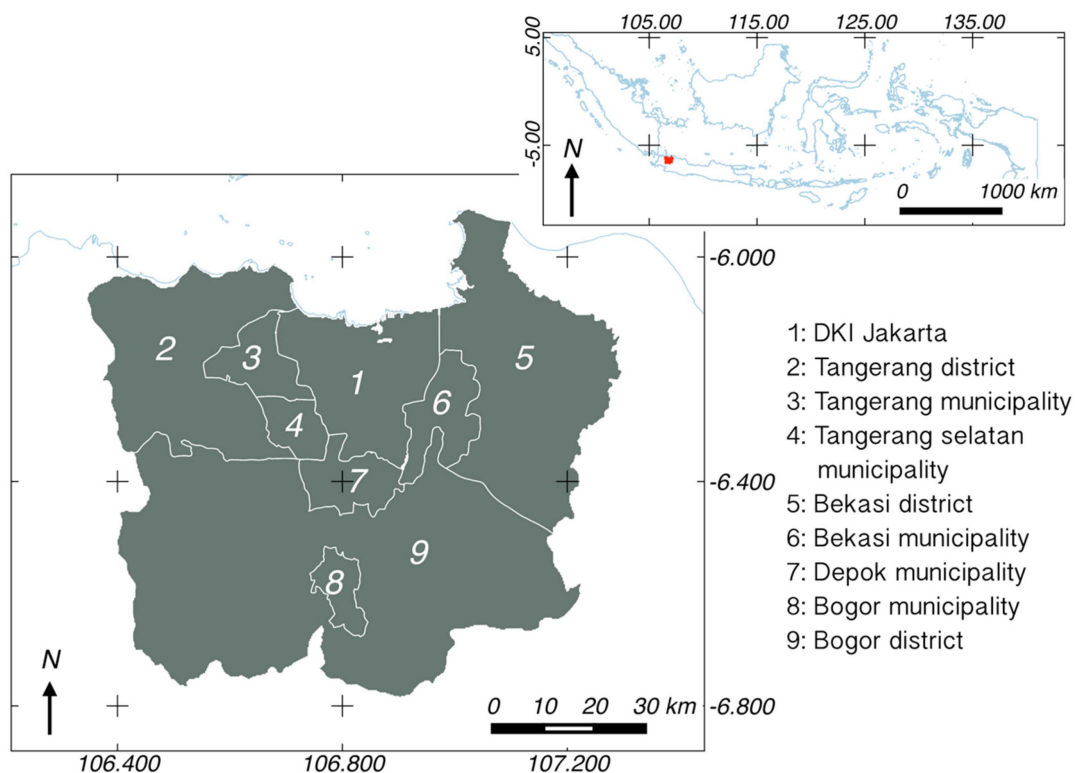 105.00 115.00 125.00 135.00
5.00
-5.00
N
0 1000 km
-6.000
-6.400
-6.800
1
2
3
4
5
6
7
8
9
N
0 10 20 30 km
106.400 106.800 107.200
1: DKI Jakarta
2: Tangerang district
3: Tangerang municipality
4: Tangerang selatan
municipality
5: Bekasi district
6: Bekasi municipality
7: Depok municipality
8: Bogor municipality
9: Bogor district